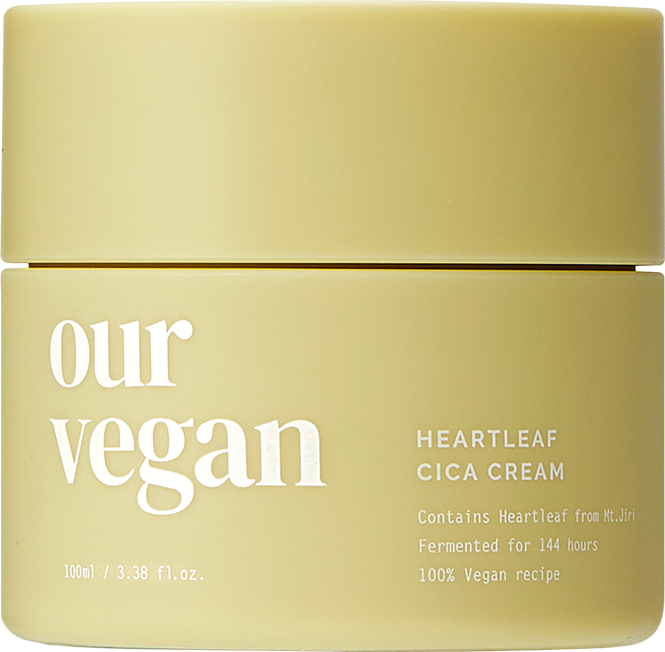 our
vegan
100ml / 3.38 fl.oz.
HEARTLEAF
CICA CREAM
Contains Heartleaf from Mt.Jiri
Fermented for 144 hours
100% Vegan recipe